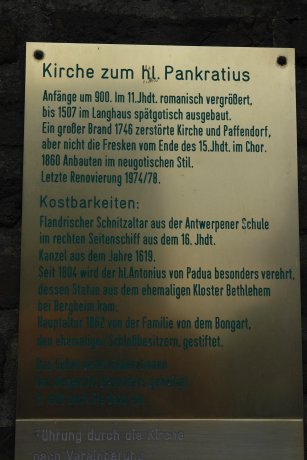 Kirche zum hl. Pankratius
Anfänge um 900. Im 11. Jhdt. romanisch vergrößert,
bis 1507 im Langhaus spätgotisch ausgebaut.
Ein großer Brand 1746 zerstörte Kirche und Paffendorf,
aber nicht die Fresken vom Ende des 15. Jhdt. im Chor.
1860 Anbauten im neugotischen Stil.
Letzte Renovierung 1974/78.
Kostbarkeiten:
Flandrischer Schnitzaltar aus der Antwerpener Schule
im rechten Seitenschiff aus dem 16. Jhdt.
Kanzel aus dem Jahre 1619.
Seit 1804 wird der hl. Antonius von Padua besonders verehrt,
dessen Statue aus dem ehemaligen Kloster Bethlehem
bei Bergheim kam.
Hauptaltar 1862 von der Familie von dem Bongart,
den ehemaligen Schloßbesitzern, gestiftet.
Führung durch die Kirche
nach